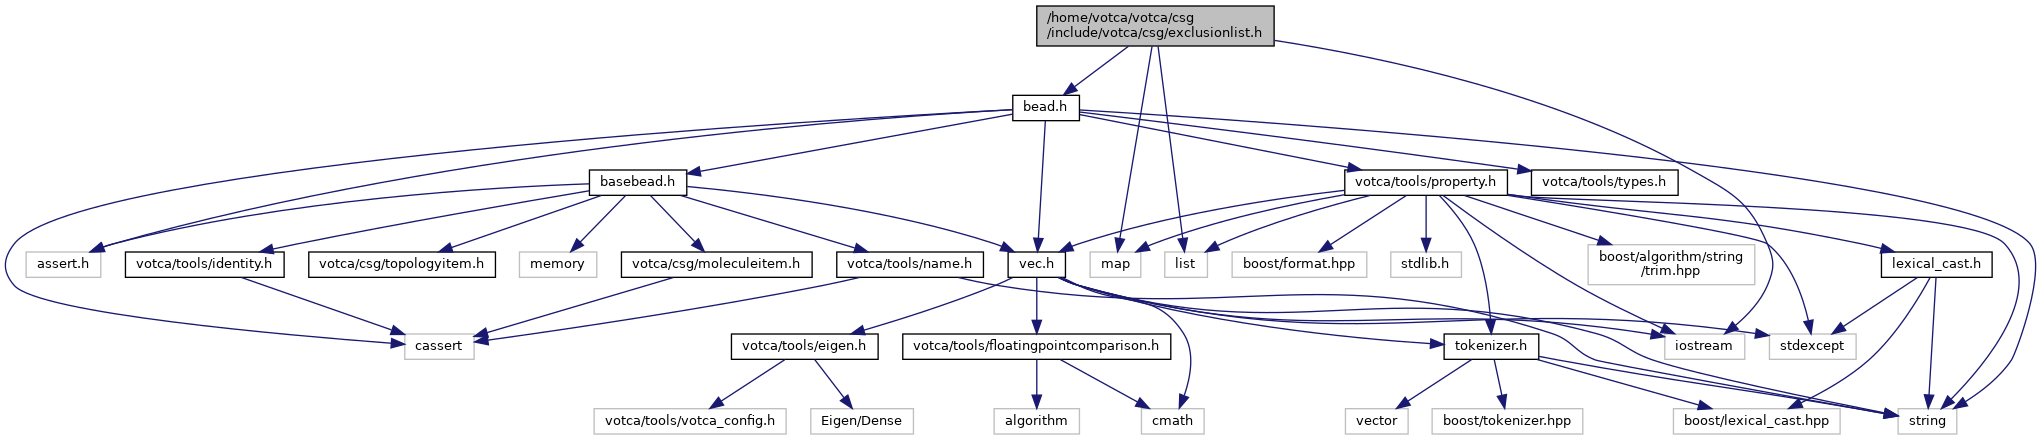 /home/votca/votca/csg
/include/votca/csg/exclusionlist.h
bead.h
basebead.h
votca/tools/property.h
votca/tools/types.h
assert.h
votca/tools/identity.h
votca/csg/topologyitem.h
memory
votca/csg/moleculeitem.h
votca/tools/name.h
vec.h
map
list
boost/format.hpp
stdlib.h
boost/algorithm/string
/trim.hpp
lexical_cast.h
cassert
votca/tools/eigen.h
votca/tools/floatingpointcomparison.h
tokenizer.h
iostream
stdexcept
votca/tools/votca_config.h
Eigen/Dense
algorithm
cmath
vector
boost/tokenizer.hpp
boost/lexical_cast.hpp
string